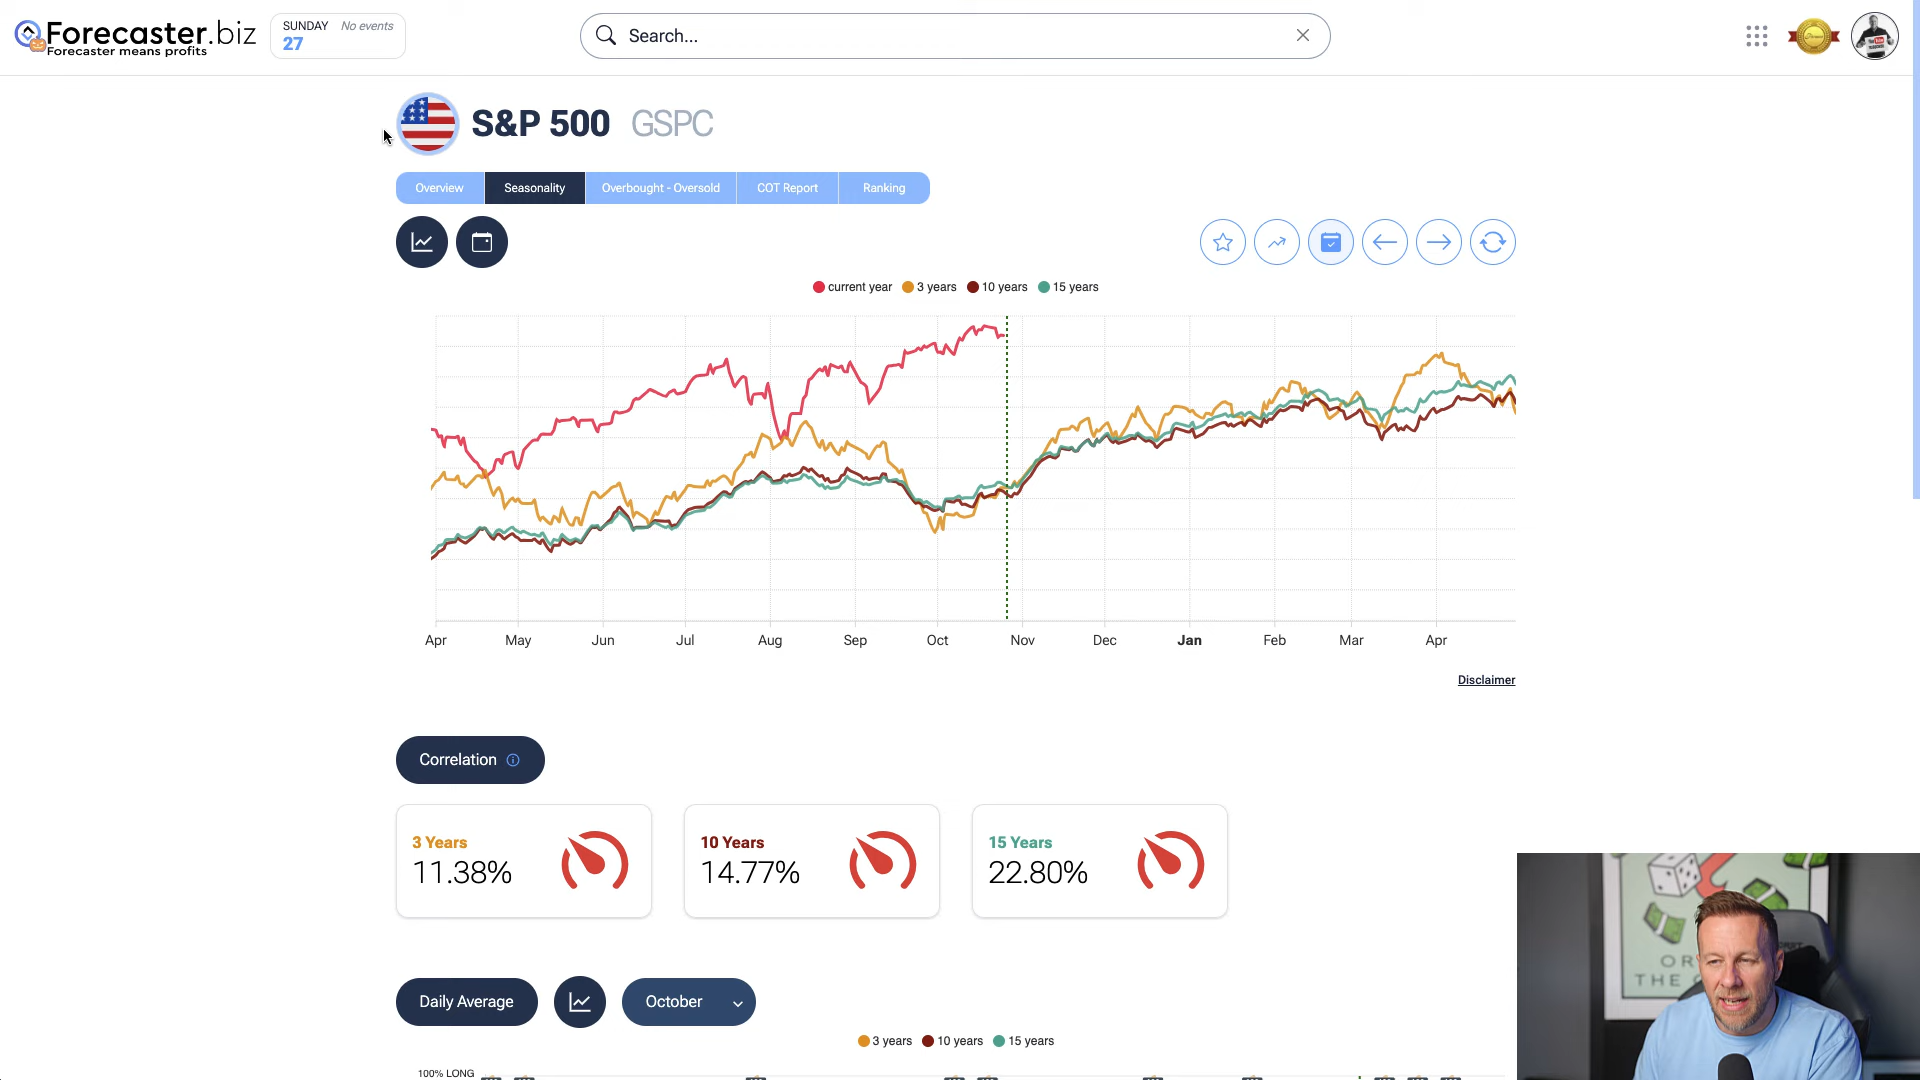 Forecaster.biz
Forecaster means profits
SUNDAY No events
27
Search...
S&P 500 GSPC
Overview Seasonality Overbought - Oversold COT Report Ranking
current year 3 years 10 years 15 years
Apr May Jun Jul Aug Sep Oct Nov Dec Jan Feb Mar Apr
Disclaimer
Correlation
3 Years
11.38%
10 Years
14.77%
15 Years
22.80%
Daily Average October
3 years 10 years 15 years
100% LONG